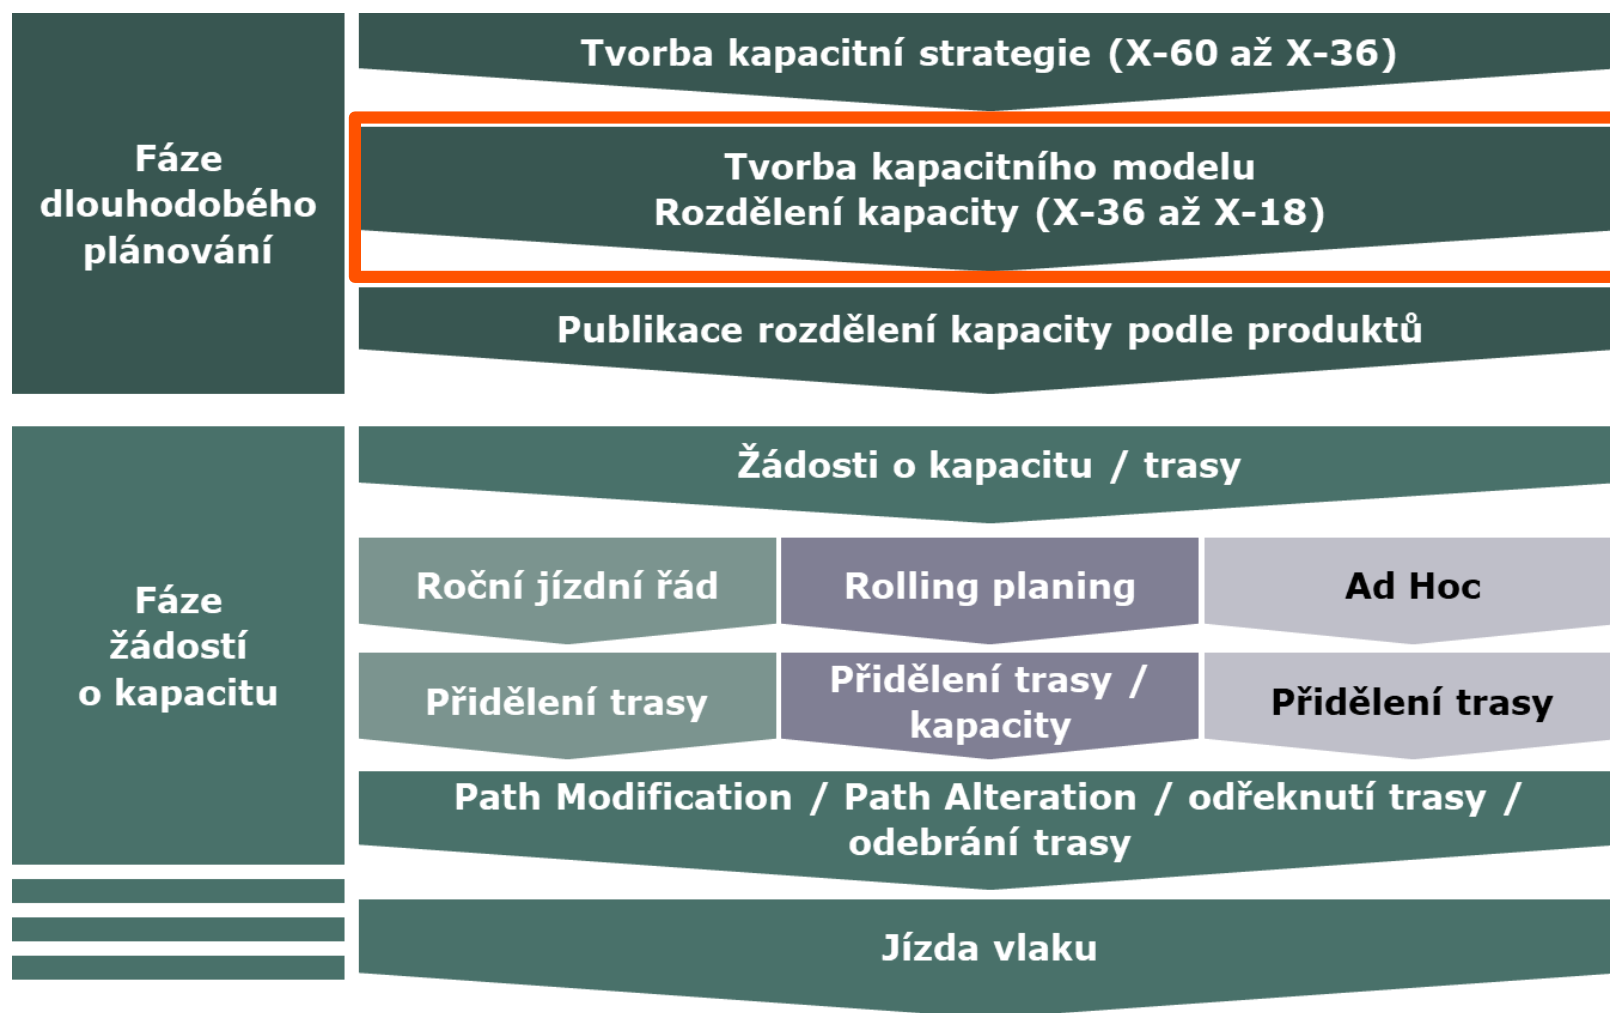 Fáze
dlouhodobého
plánování
Tvorba kapacitní strategie (X-60 až X-36)
Tvorba kapacitního modelu
Rozdělení kapacity (X-36 až X-18)
Publikace rozdělení kapacity podle produktů
Fáze
žádostí
o kapacitu
Žádosti o kapacitu / trasy
Roční jízdní řád
Rolling planing
Ad Hoc
Přidělení trasy
Přidělení trasy /
kapacity
Přidělení trasy
Path Modification / Path Alteration / odřeknutí trasy /
odebrání trasy
Jízda vlaku